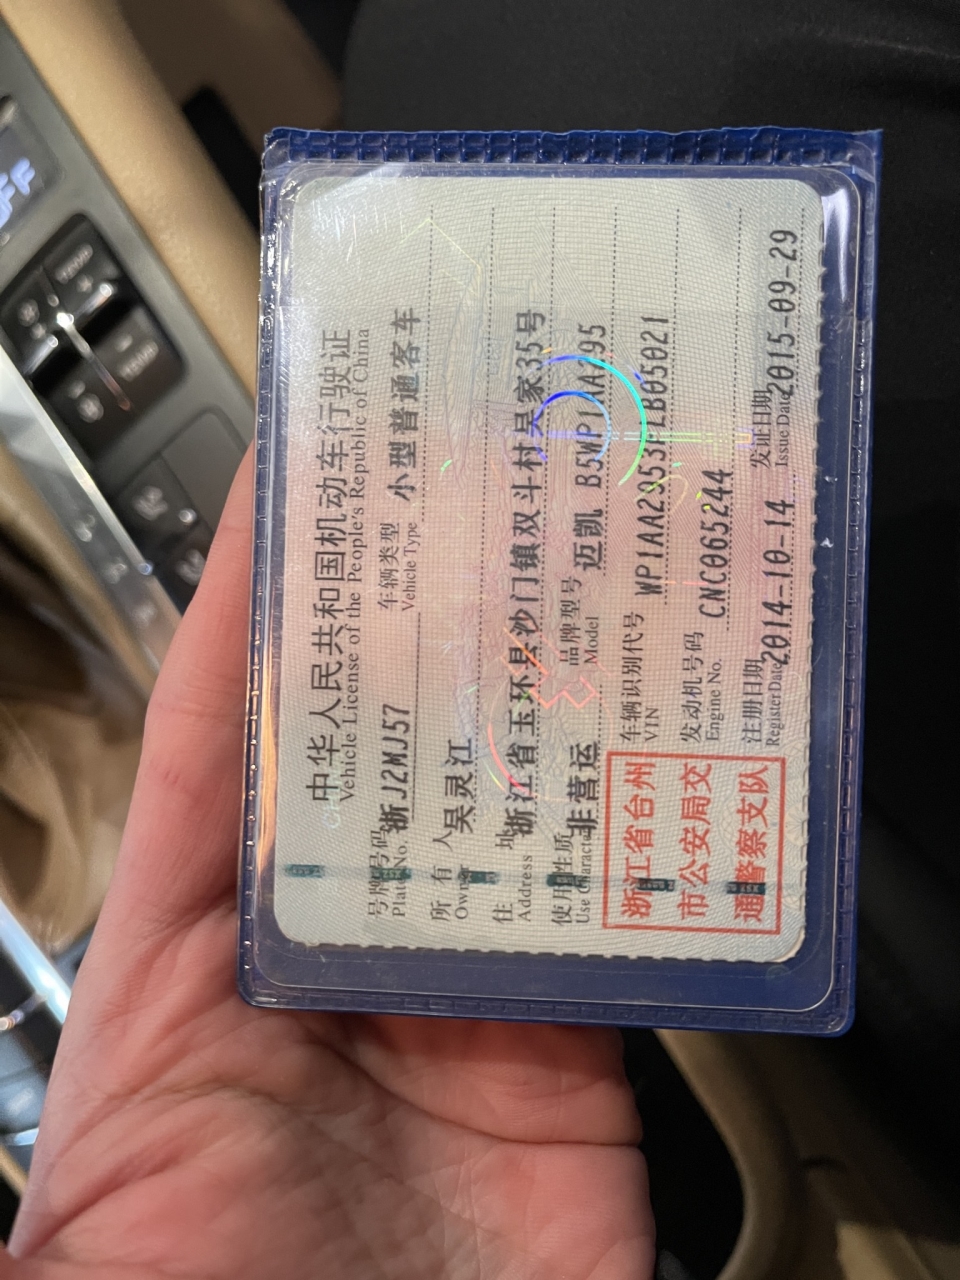 中华人民共和国机动车行驶证
Vehicle License of the People's Republic of China
号牌号码 浙J2MJ57 车辆类型 小型普通客车
Plate No. Vehicle Type
所有人 吴灵江
Owner
住址 浙江省玉环县沙门镇双斗村吴家35号
Address
使用性质 非营运 品牌型号 迈凯 B5WP1AA295
Use Character Model
浙江省台州
市公安局交
通警察支队
车辆识别代号
VIN
发动机号码 CNC065244
Engine No.
注册日期 2014-10-14 发证日期 2015-09-29
Register Date Issue Date
OFF